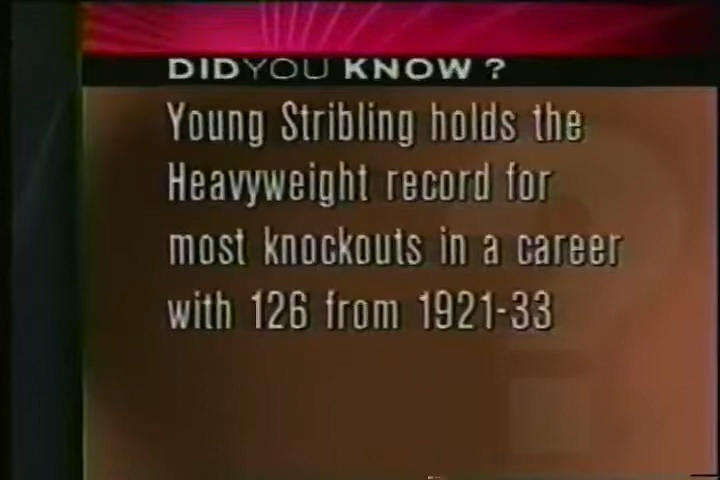 DIDYOU KNOW?
Young Stribling holds the
Heavyweight record for
most knockouts in a career
with 126 from 1921-33